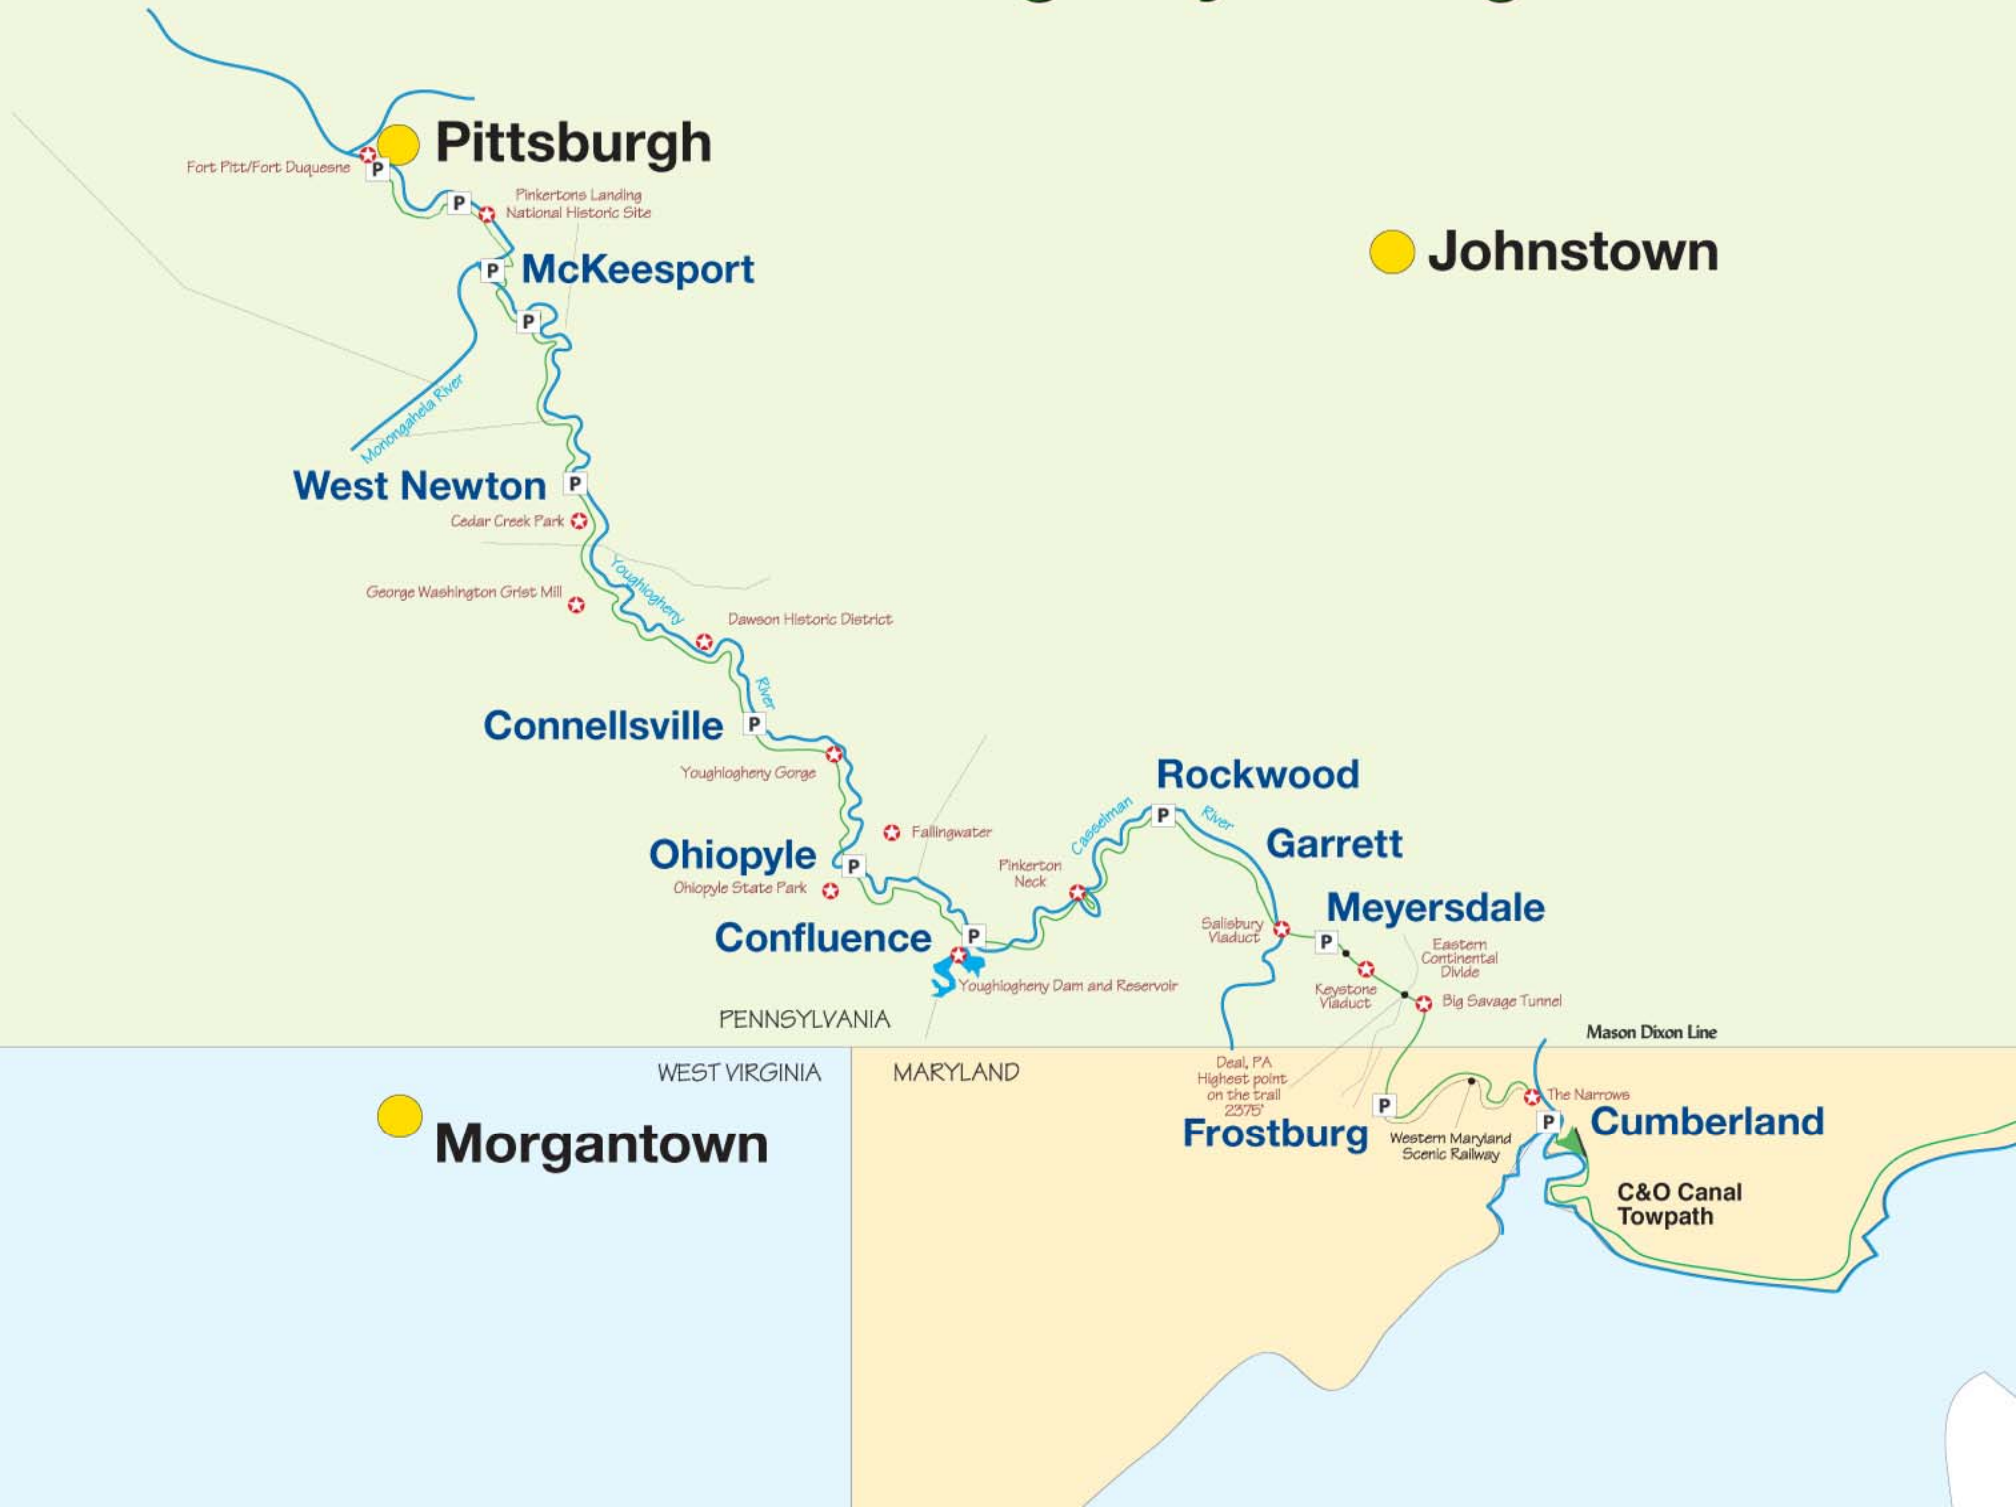 Pittsburgh
Fort Pitt/Fort Duquesne
P
P
Pinkertons Landing
National Historic Site
P
McKeesport
Johnstown
P
Monongahela River
West Newton
P
Cedar Creek Park
Youghiogheny
George Washington Grist Mill
Dawson Historic District
River
Connellsville
P
Youghiogheny Gorge
Rockwood
Casselman
P
River
Fallingwater
Garrett
Ohiopyle
P
Pinkerton
Neck
Ohiopyle State Park
Meyersdale
Salisbury
Viaduct
Confluence
P
P
Eastern
Continental
Divide
Youghiogheny Dam and Reservoir
Keystone
Viaduct
Big Savage Tunnel
PENNSYLVANIA
Mason Dixon Line
WEST VIRGINIA
MARYLAND
Deal, PA
Highest point
on the trail
2375'
The Narrows
P
P
Morgantown
Frostburg
Western Maryland
Scenic Railway
Cumberland
C&O Canal
Towpath